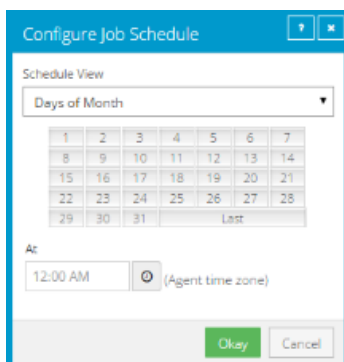 Configure Job Schedule ? ×
Schedule View
Days of Month
1 2 3 4 5 6 7
8 9 10 11 12 13 14
15 16 17 18 19 20 21
22 23 24 25 26 27 28
29 30 31 Last
At
12:00 AM (Agent time zone)
Okay Cancel